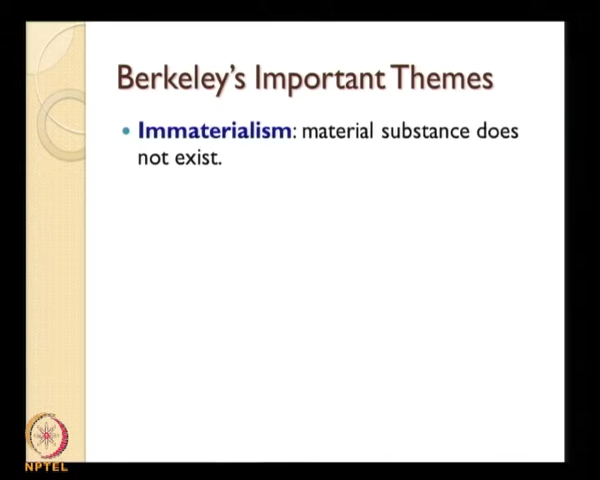 Berkeley's Important Themes
• Immaterialism: material substance does
not exist.
NPTEL